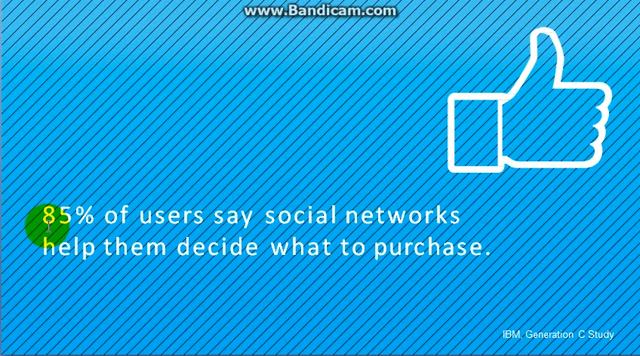 www.Bandicam.com
85% of users say social networks
help them decide what to purchase.
IBM, Generation C Study